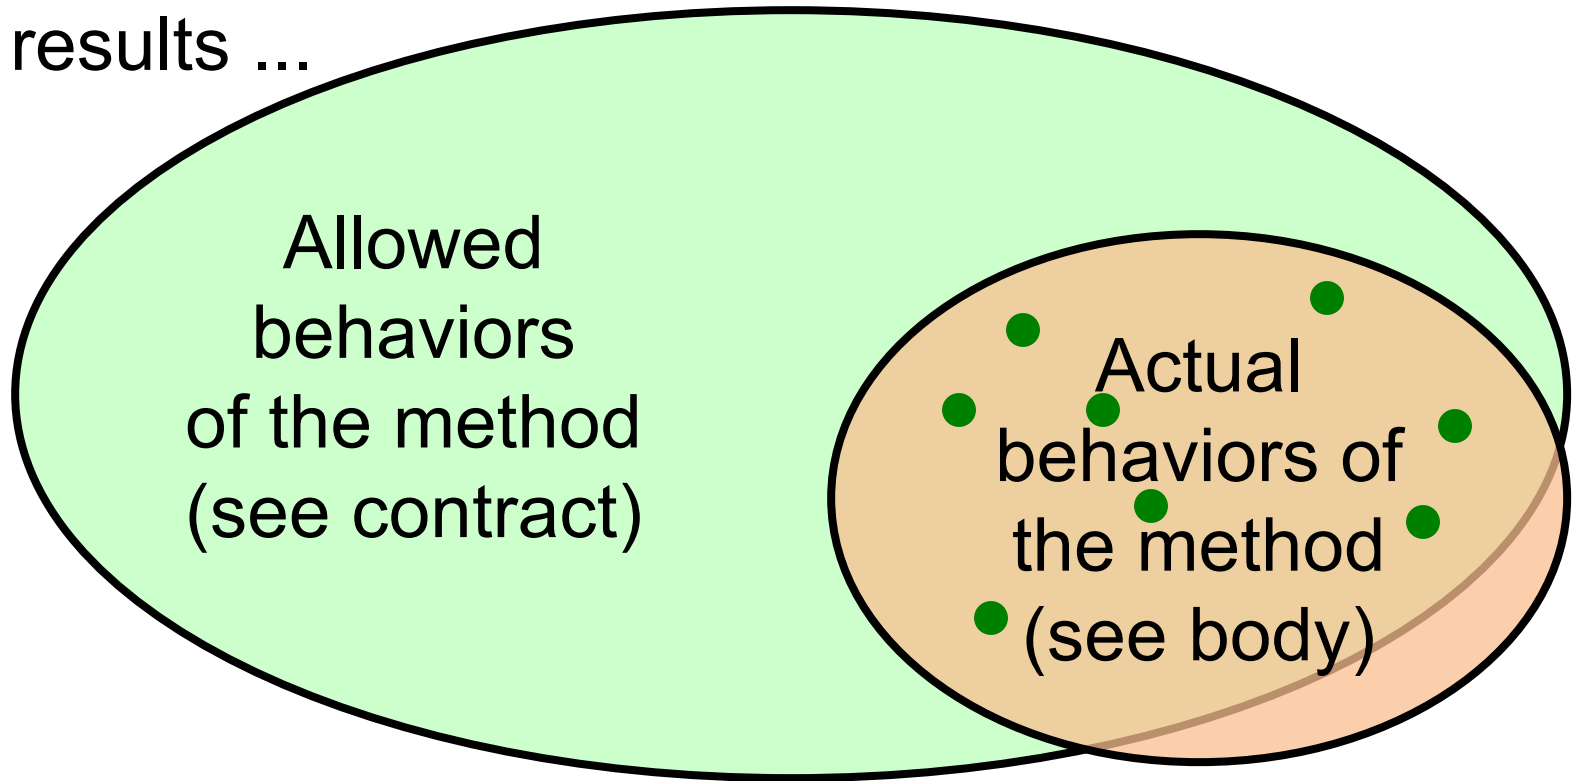 results ...
Allowed
behaviors
of the method
(see contract)
Actual
behaviors of
the method
(see body)